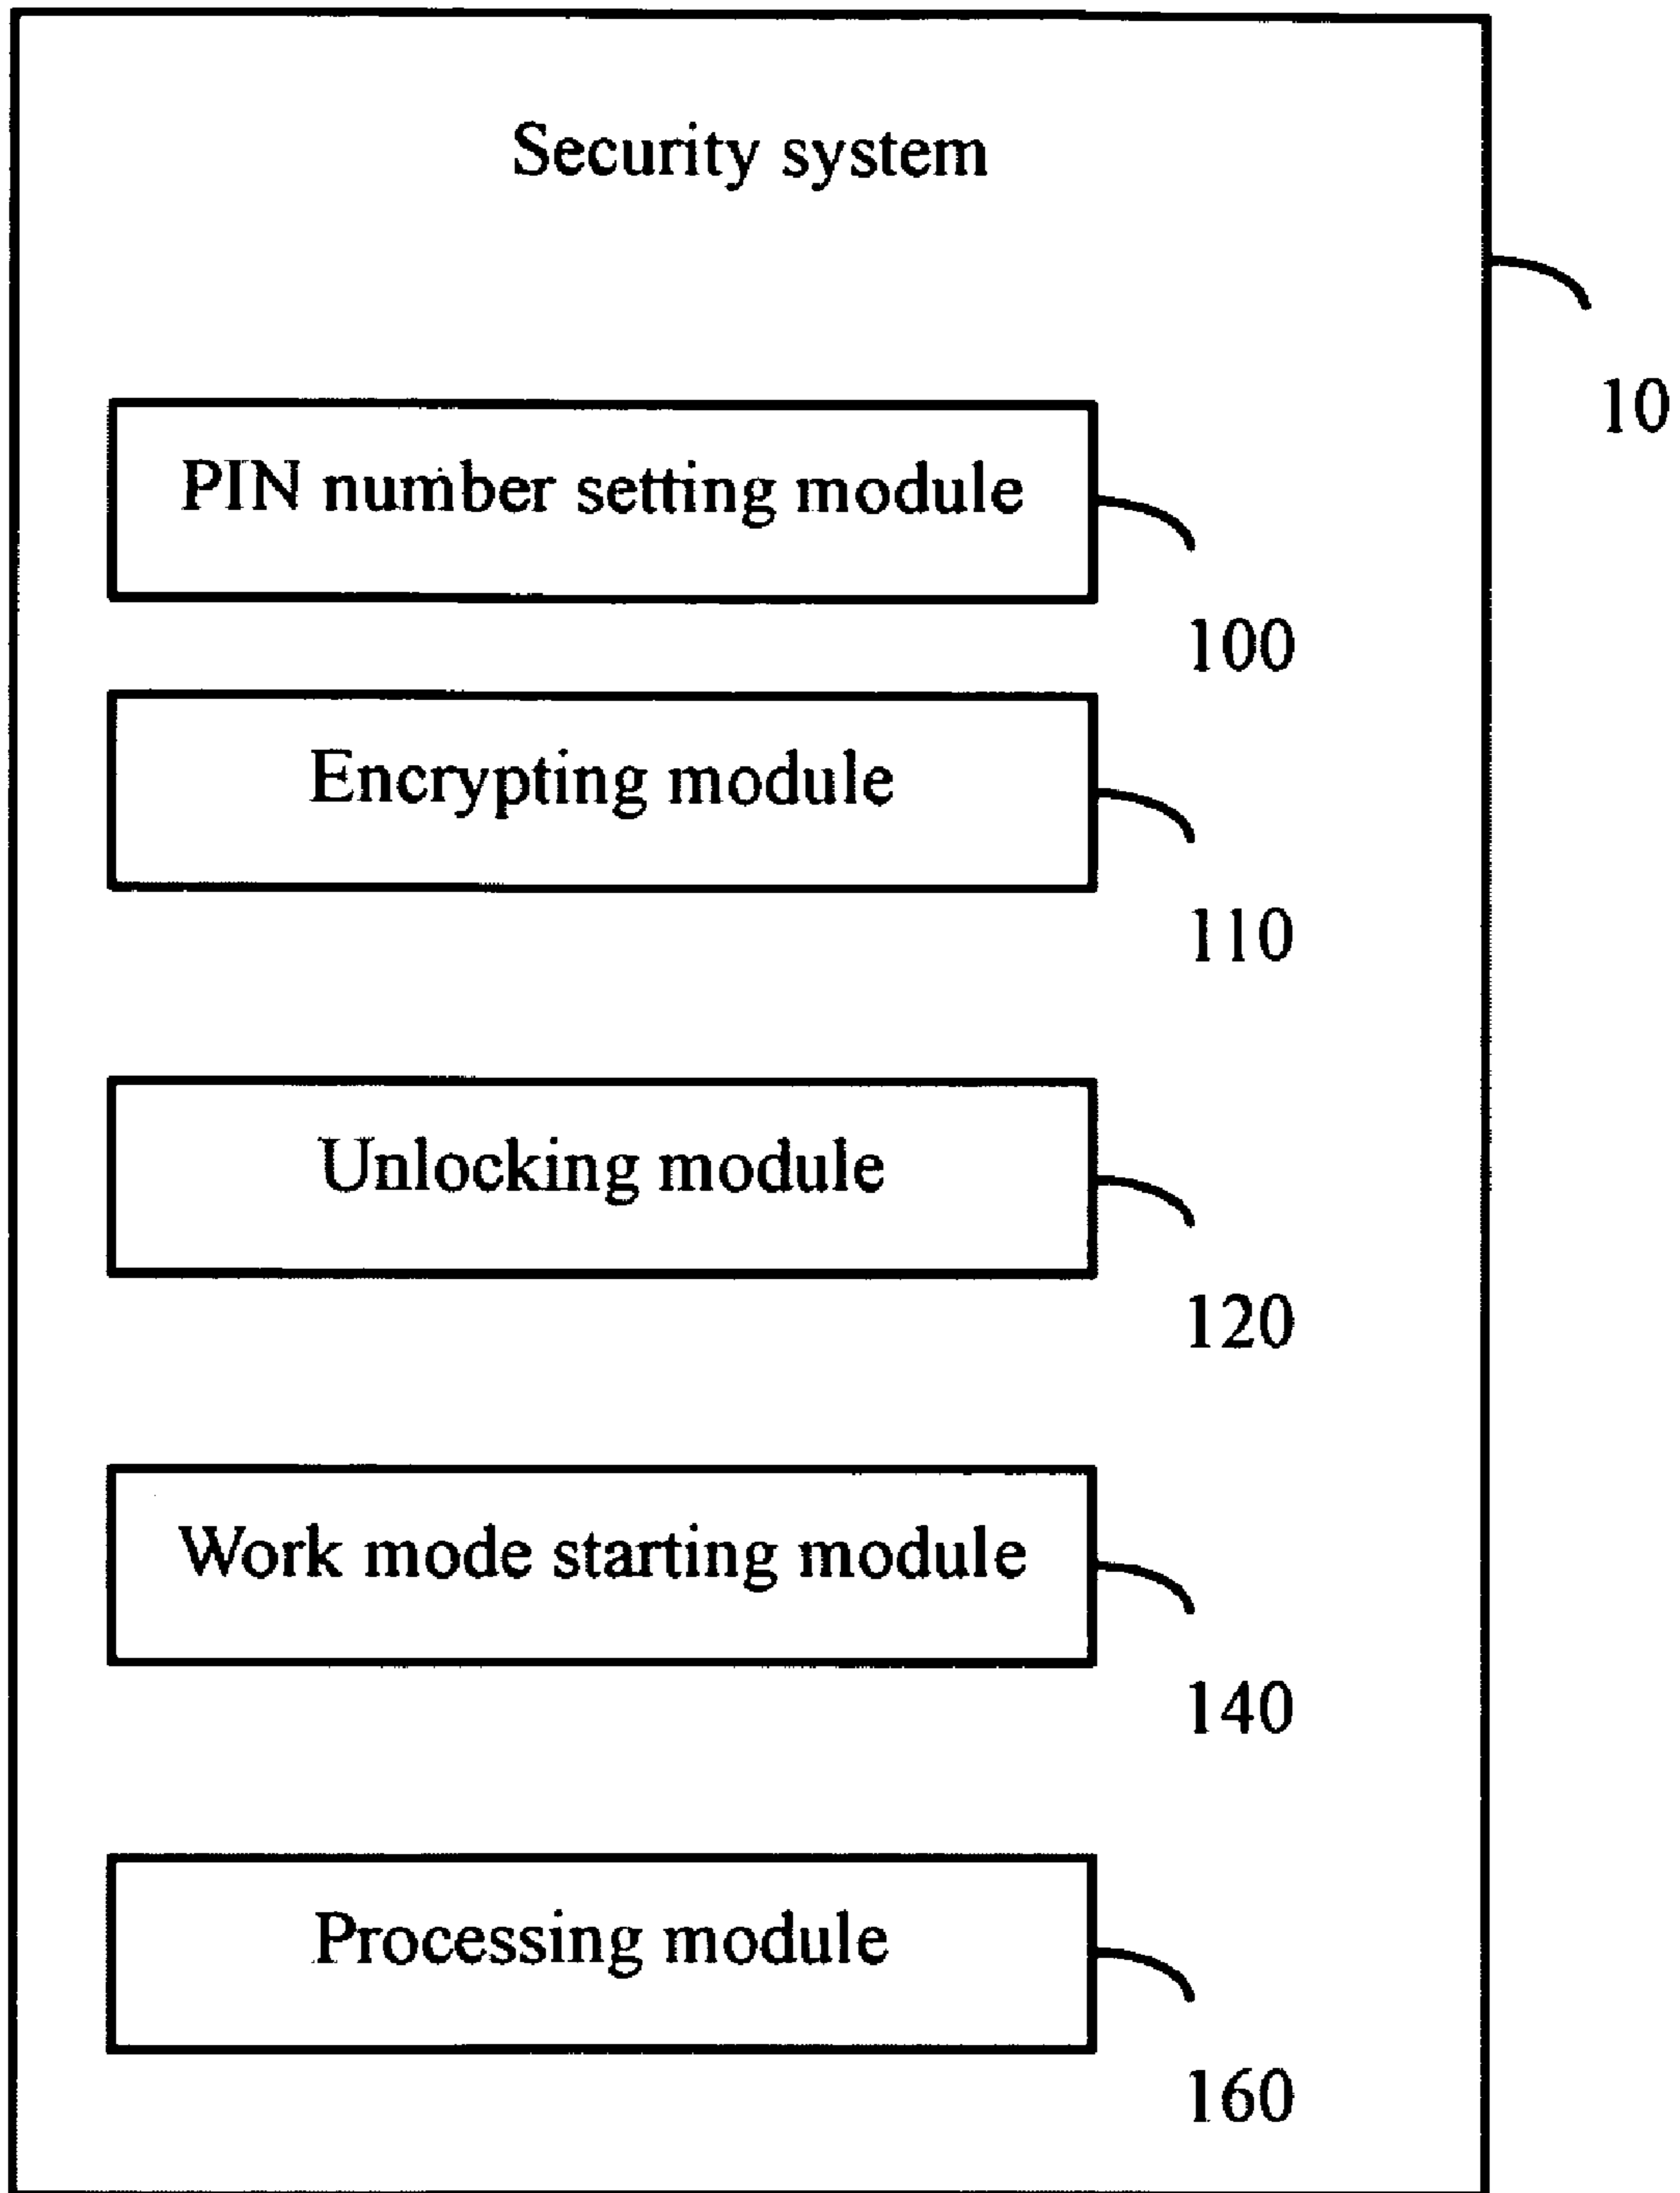 Security system
10
PIN number setting module
100
Encrypting module
110
Unlocking module
120
Work mode starting module
140
Processing module
160